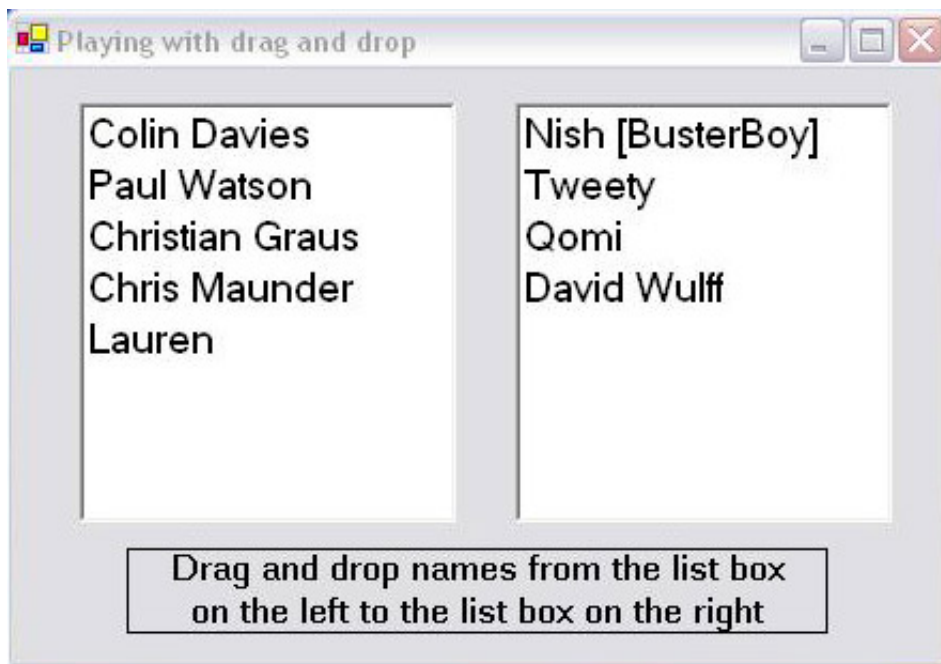 Playing with drag and drop
Colin Davies
Paul Watson
Christian Graus
Chris Maunder
Lauren
Nish [BusterBoy]
Tweety
Qomi
David Wulff
Drag and drop names from the list box
on the left to the list box on the right